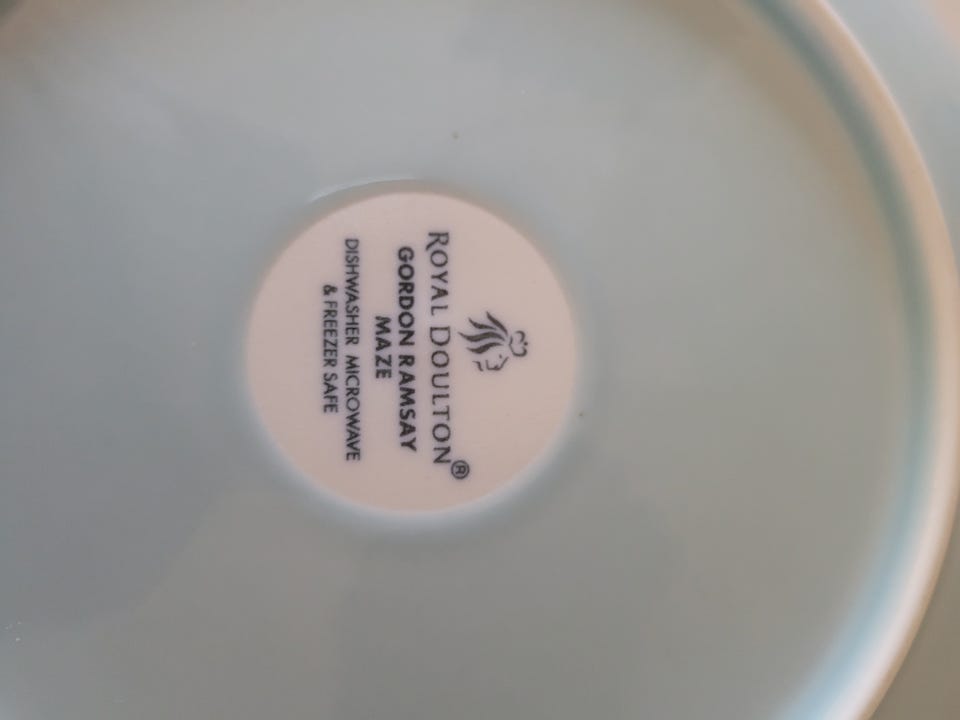 ROYAL DOULTON®
GORDON RAMSAY
MAZE
DISHWASHER MICROWAVE
& FREEZER SAFE